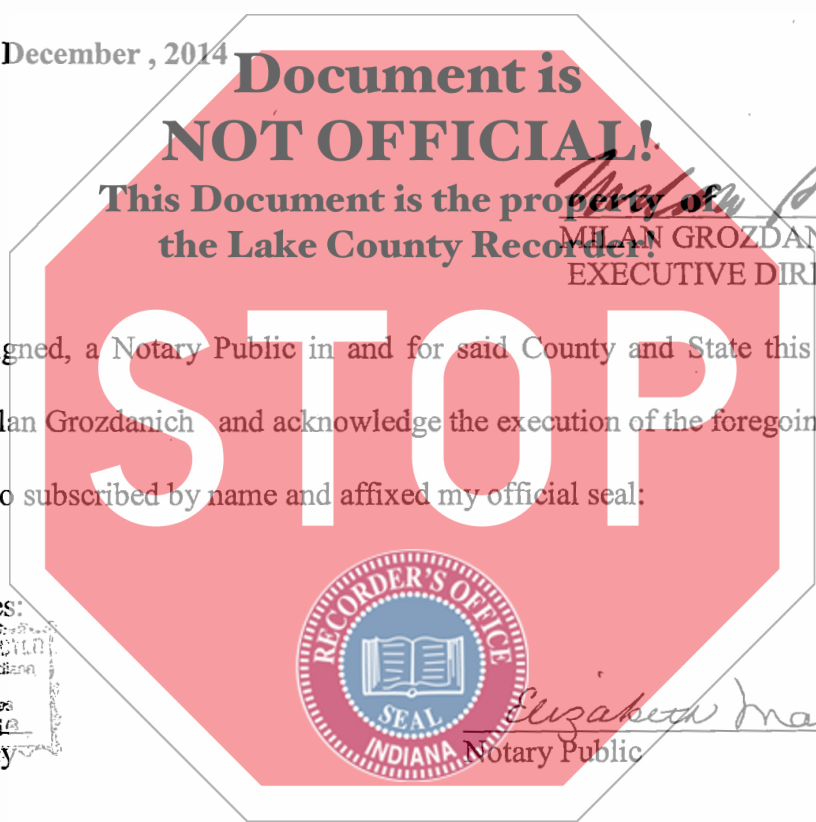 December , 2014
Document is
NOT OFFICIAL!
This Document is the property of
the Lake County Recorder!
MILAN GROZDAN
EXECUTIVE DIR
gned, a Notary Public in and for said County and State this
lan Grozdanich and acknowledge the execution of the foregoin
o subscribed by name and affixed my official seal:
STOP
es:
RECORDER'S OFFICE
SEAL
INDIANA
Elizabeth Ma
Notary Public
y